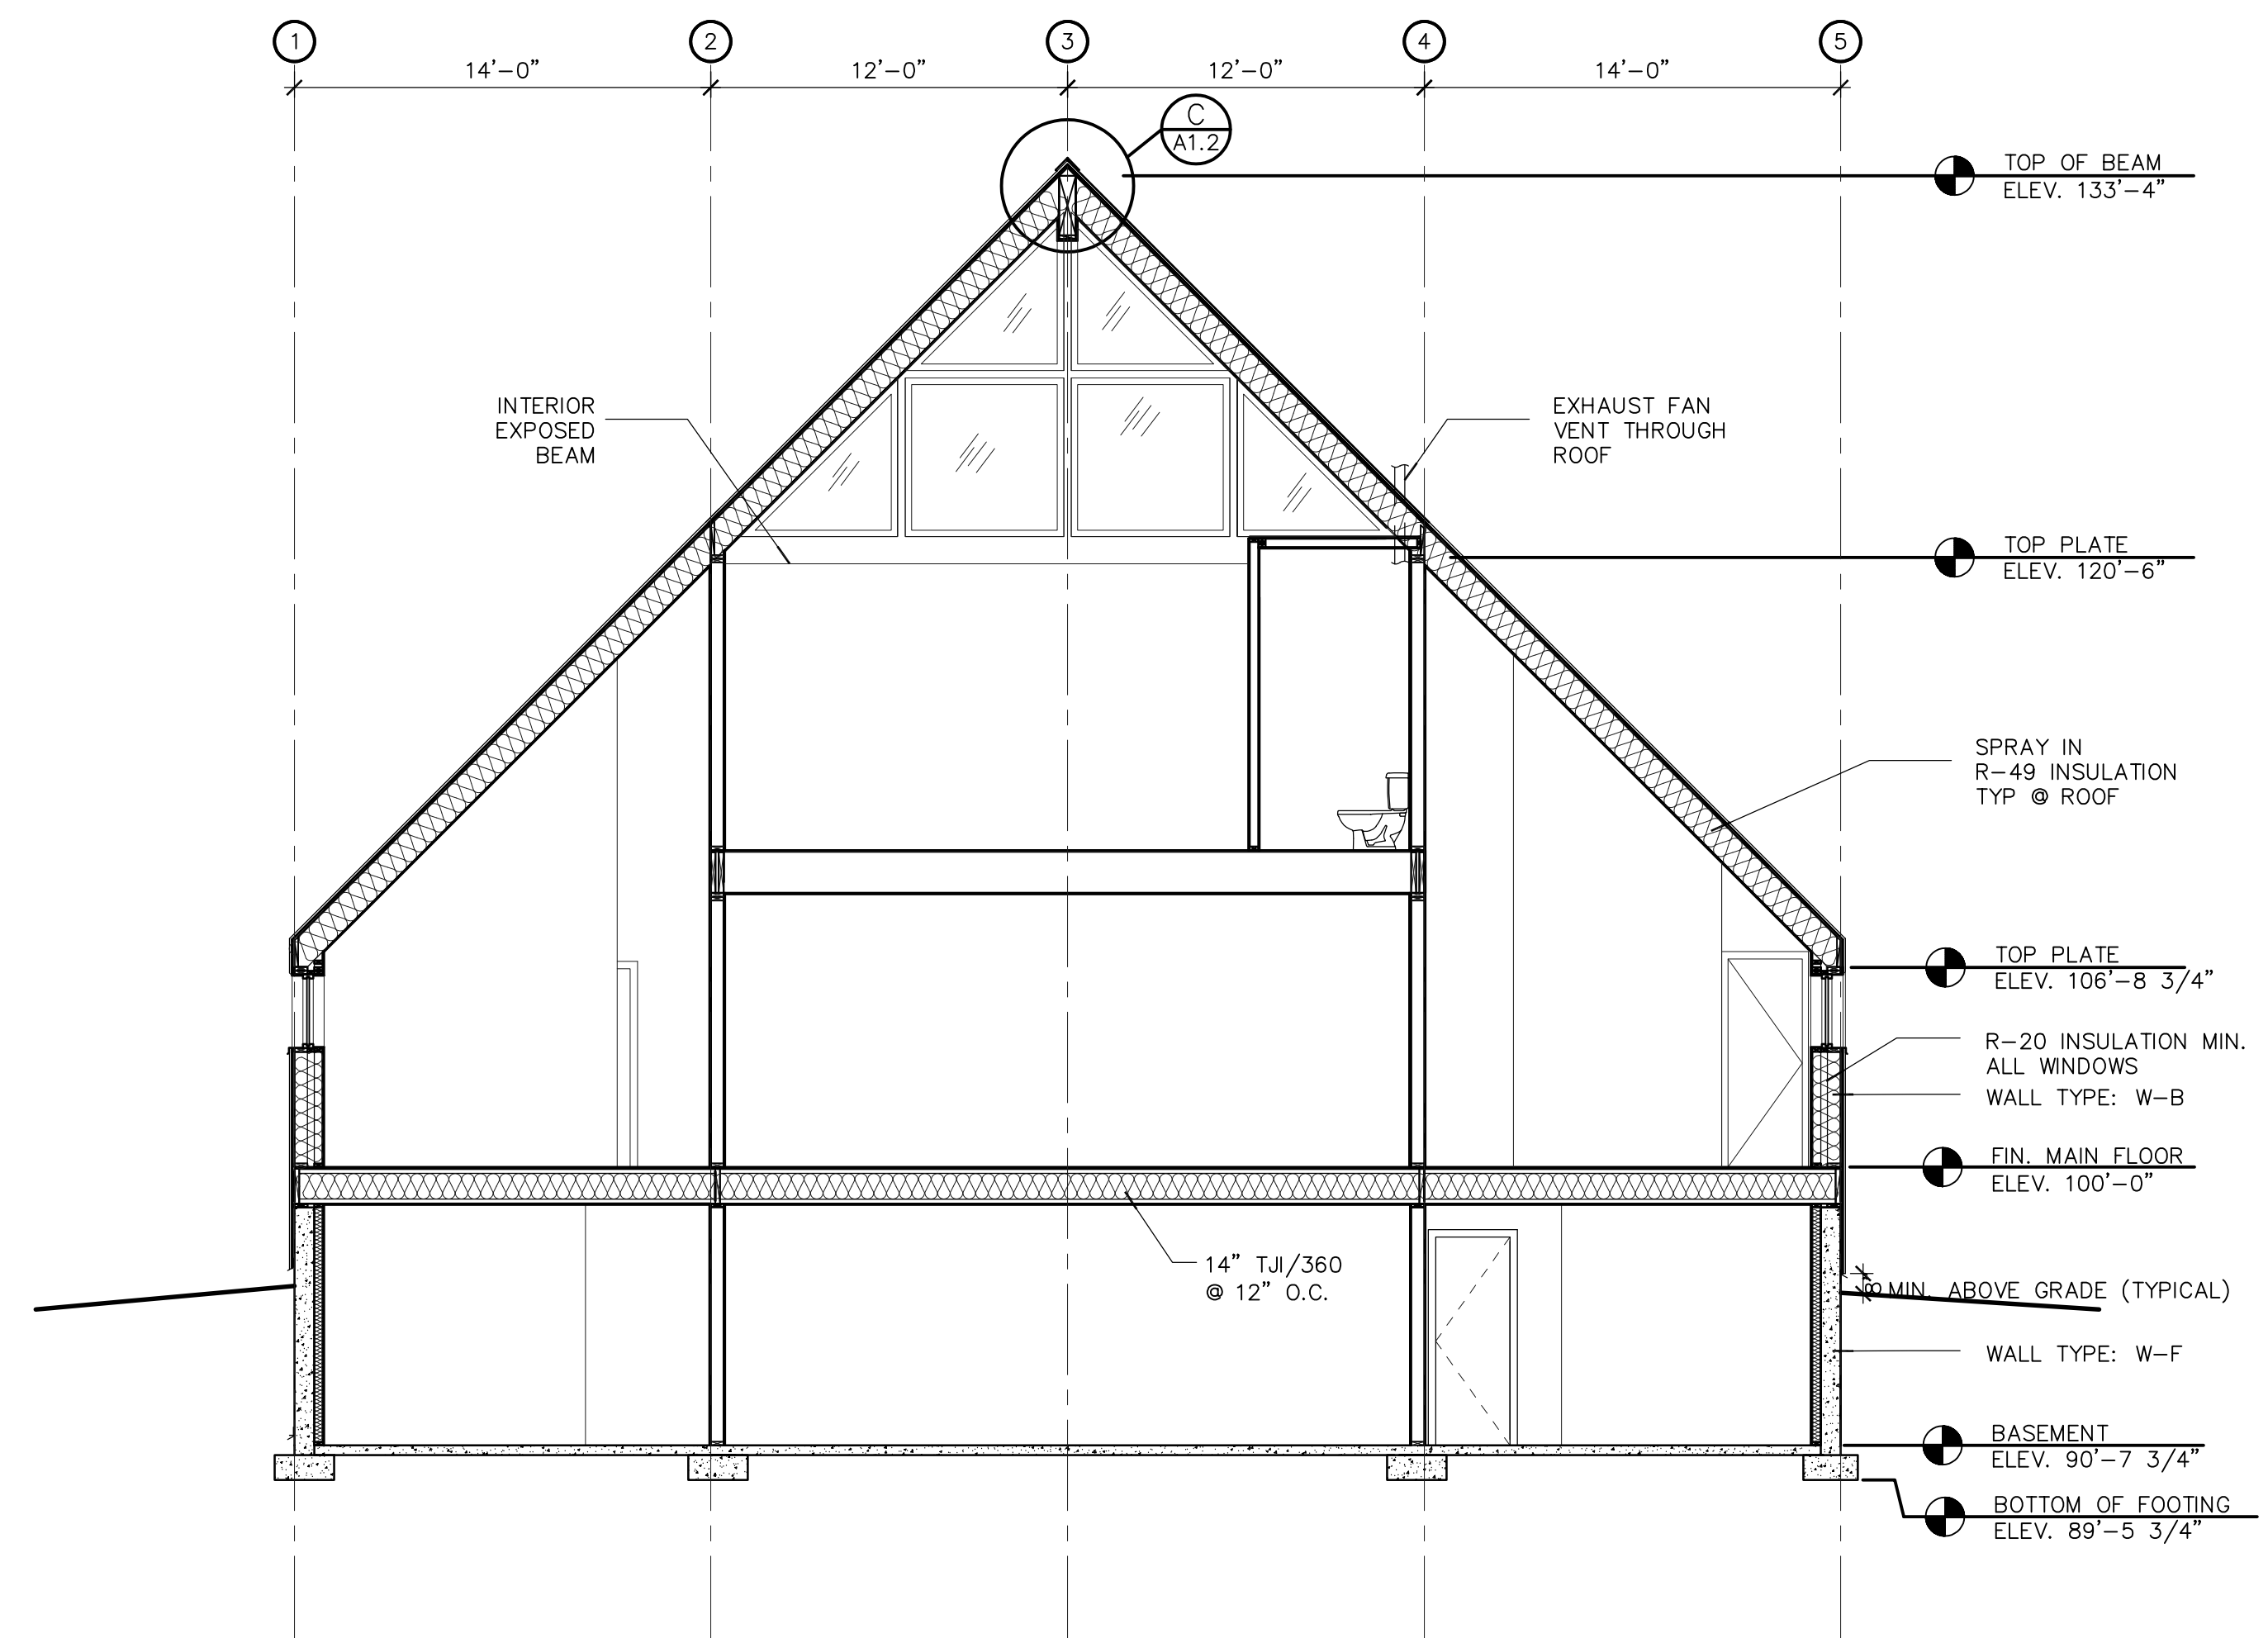 1 2 3 4 5
14'-0" 12'-0" 12'-0" 14'-0"
C
A1.2
TOP OF BEAM
ELEV. 133'-4"
INTERIOR
EXPOSED
BEAM
EXHAUST FAN
VENT THROUGH
ROOF
TOP PLATE
ELEV. 120'-6"
SPRAY IN
R-49 INSULATION
TYP @ ROOF
TOP PLATE
ELEV. 106'-8 3/4"
R-20 INSULATION MIN.
ALL WINDOWS
WALL TYPE: W-B
FIN. MAIN FLOOR
ELEV. 100'-0"
14" TJI/360
@ 12" O.C.
8 MIN. ABOVE GRADE (TYPICAL)
WALL TYPE: W-F
BASEMENT
ELEV. 90'-7 3/4"
BOTTOM OF FOOTING
ELEV. 89'-5 3/4"